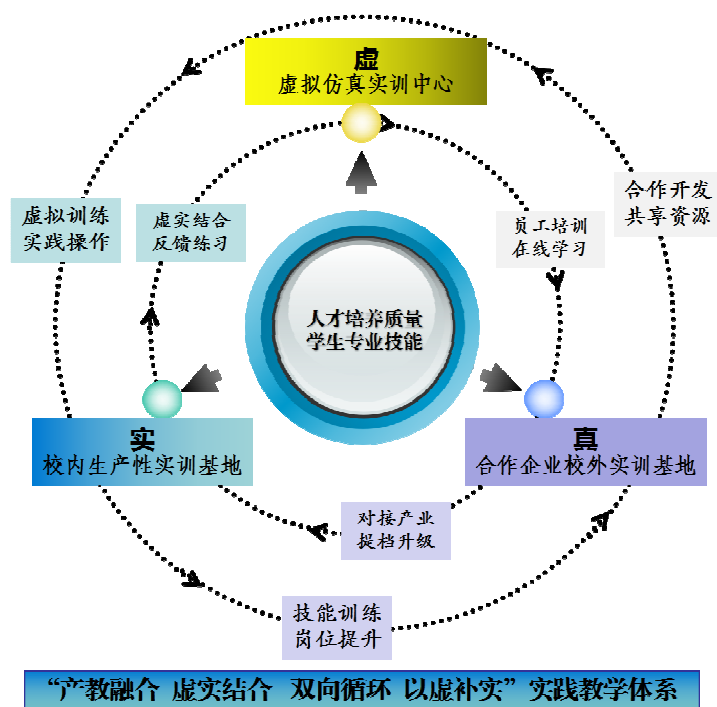 虚
虚拟仿真实训中心
虚拟训练
实践操作
虚实结合
反馈练习
员工培训
在线学习
合作开发
共享资源
人才培养质量
学生专业技能
实
校内生产性实训基地
真
合作企业校外实训基地
对接产业
提档升级
技能训练
岗位提升
“产教融合 虚实结合 双向循环 以虚补实”实践教学体系